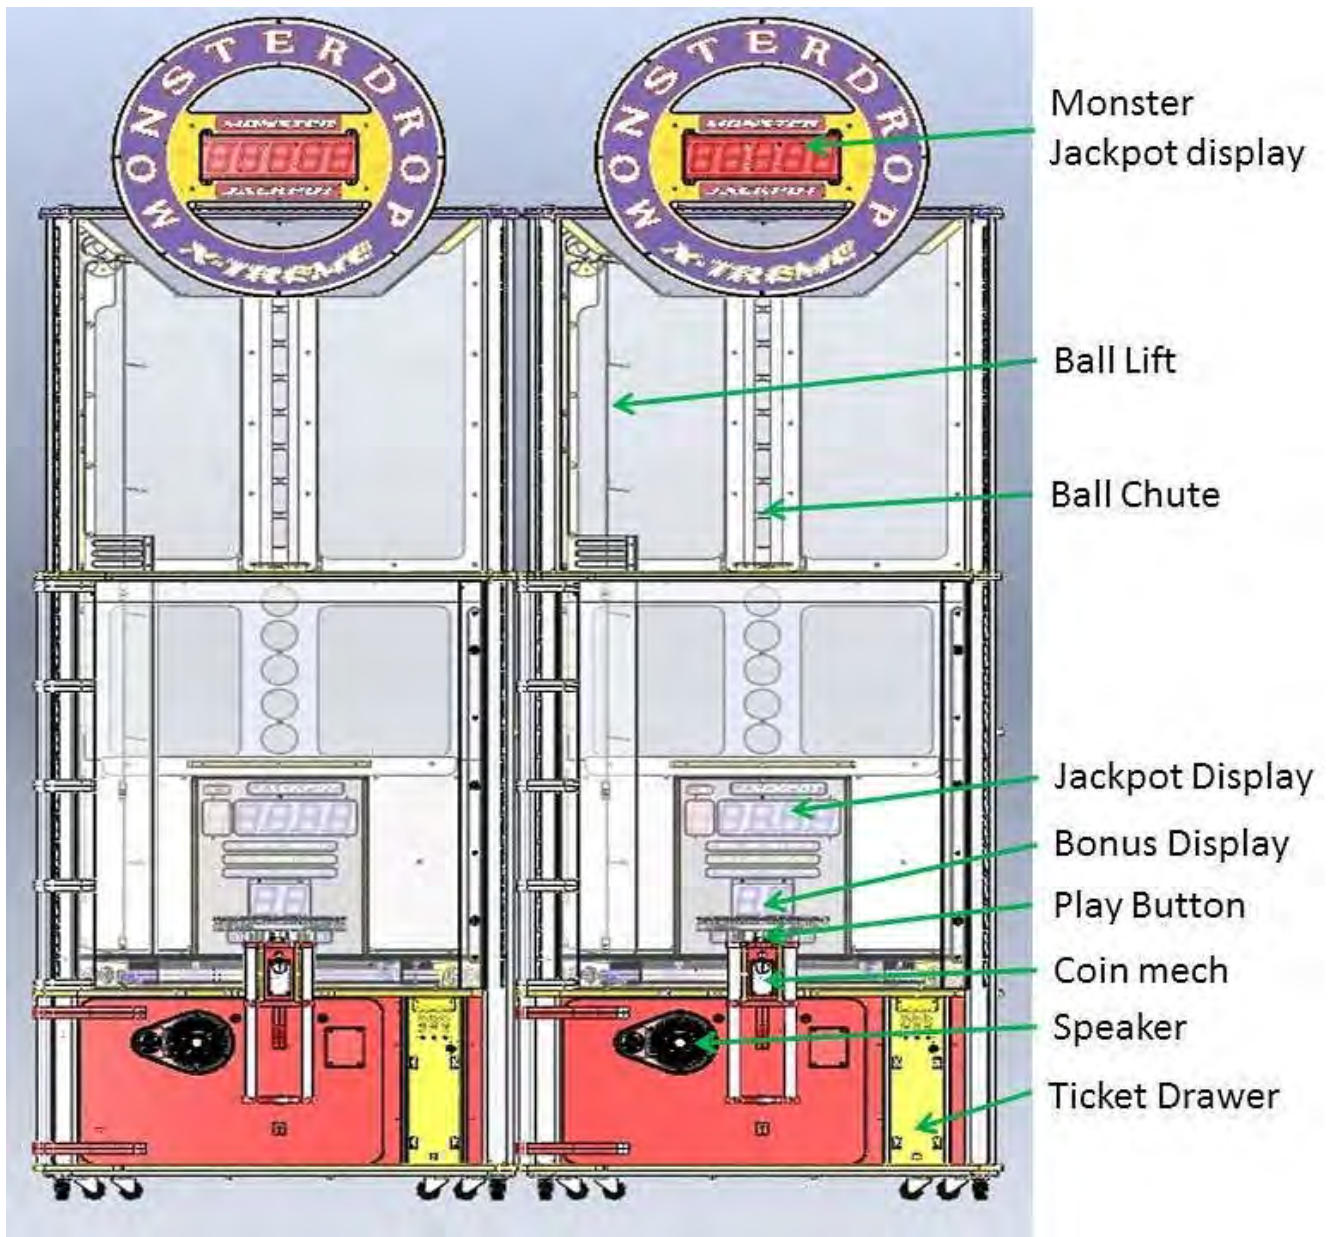 MONSTERDROP
MONSTER
JACKPOT
X-TREME
MONSTERDROP
MONSTER
JACKPOT
X-TREME
Monster
Jackpot display
Ball Lift
Ball Chute
Jackpot Display
Bonus Display
Play Button
Coin mech
Speaker
Ticket Drawer